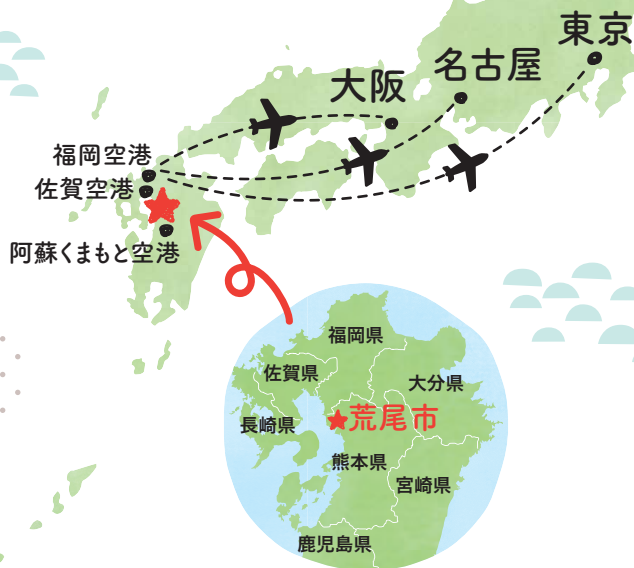 東京
名古屋
大阪
福岡空港
佐賀空港
阿蘇くまもと空港
福岡県
佐賀県
大分県
荒尾市
長崎県
熊本県
宮崎県
鹿児島県